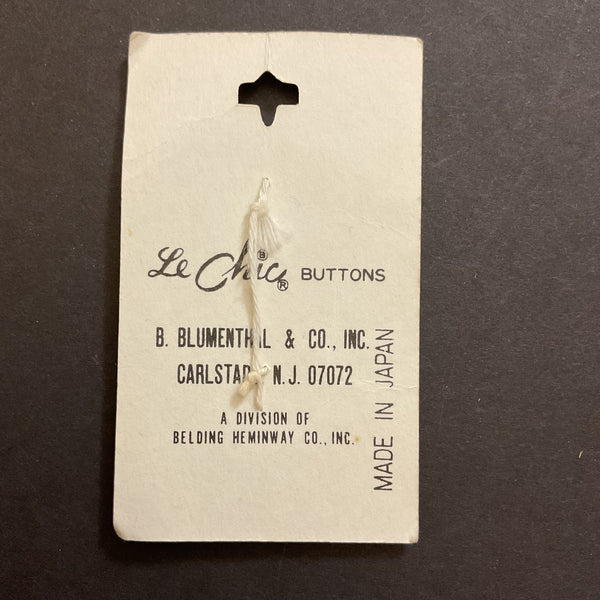 Le Chic® BUTTONS
B. BLUMENTHAL & CO., INC.
CARLSTADT N.J. 07072
A DIVISION OF
BELDING HEMINWAY CO., INC.
MADE IN JAPAN